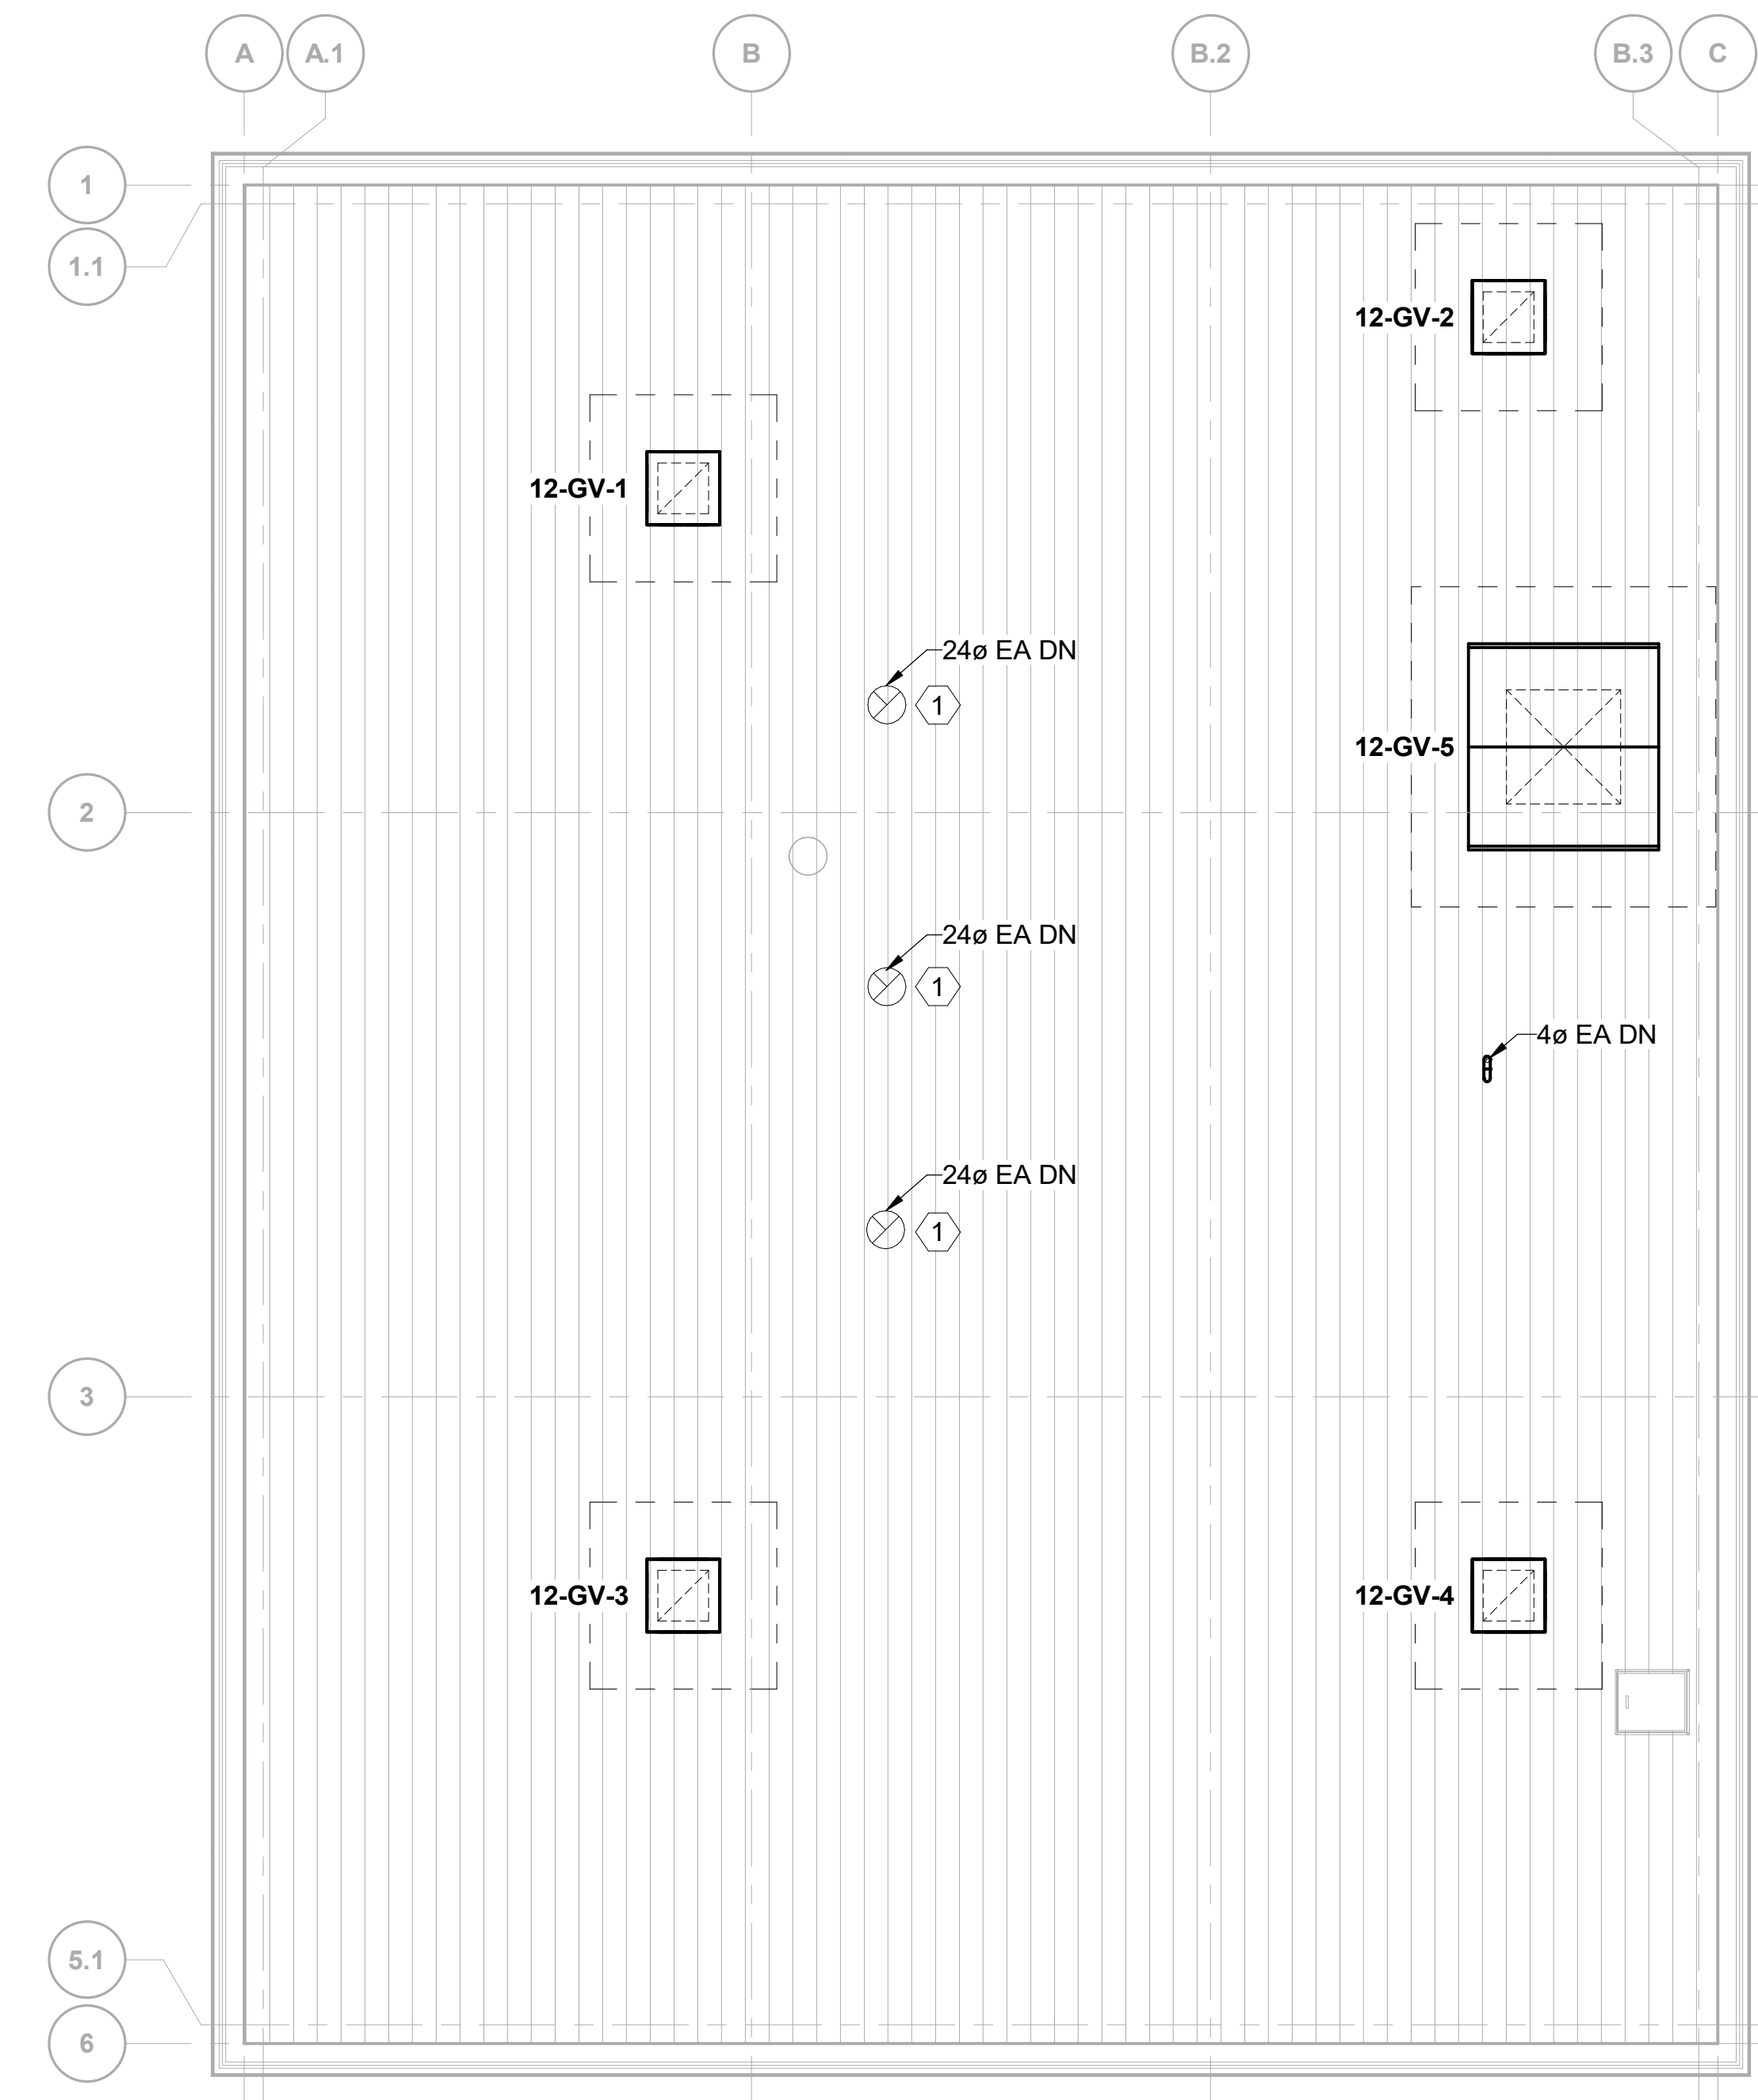 A
A.1
B
B.2
B.3
C
1
1.1
12-GV-2
12-GV-1
24ø EA DN
1
12-GV-5
2
24ø EA DN
1
4ø EA DN
24ø EA DN
1
3
12-GV-3
12-GV-4
5.1
6